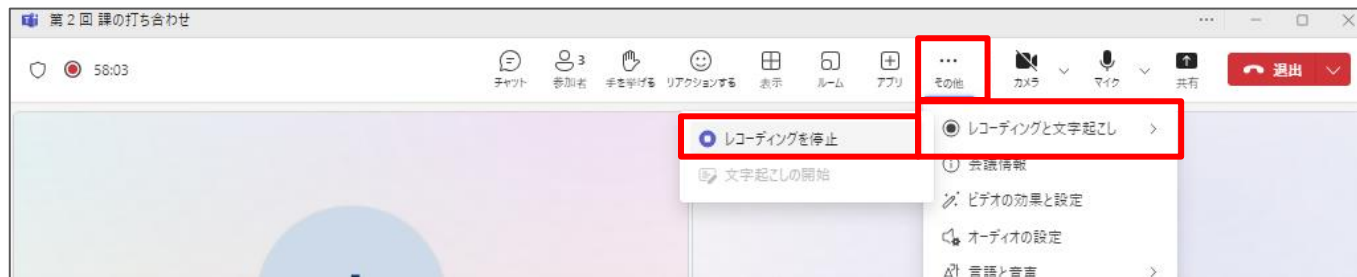 第2回 課の打ち合わせ
58:03
チャット
3
参加者
手を挙げる
リアクションする
表示
ルーム
アプリ
その他
カメラ
マイク
共有
退出
レコーディングと文字起こし
レコーディングを停止
文字起こしの開始
会議情報
ビデオの効果と設定
オーディオの設定
言語と音声